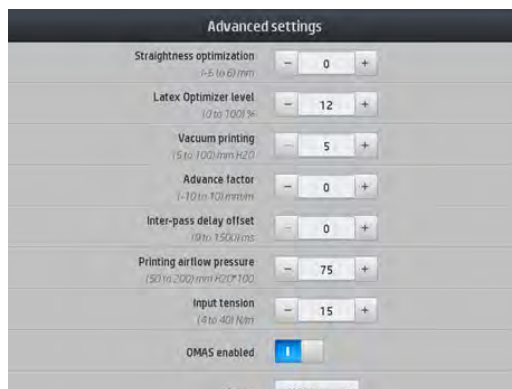 Advanced settings
Straightness optimization
(-6 to 6) mm
- 0 +
Latex Optimizer level
(0 to 100) %
- 12 +
Vacuum printing
(5 to 100) mm H2O
- 5 +
Advance factor
(-10 to 10) mm/m
- 0 +
Inter-pass delay offset
(0 to 1500) ms
- 0 +
Printing airflow pressure
(50 to 200) mm H2O*100
- 75 +
Input tension
(4 to 40) N/m
- 15 +
OMAS enabled